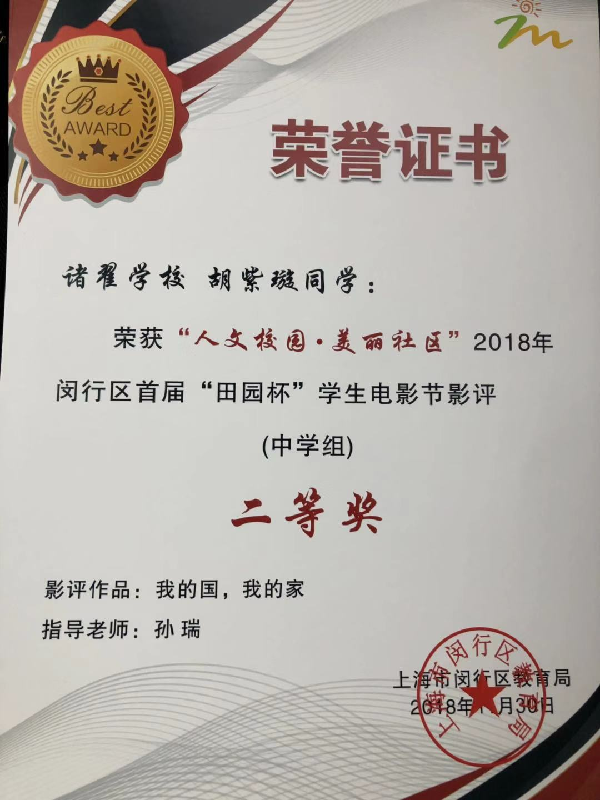 Best
AWARD
荣誉证书
诸翟学校 胡紫璇同学：
荣获“人文校园·美丽社区”2018年
闵行区首届“田园杯”学生电影节影评
(中学组)
二等奖
影评作品：我的国，我的家
指导老师：孙瑞
上海市闵行区教育局
2018年11月30日
上海市闵行区教育局